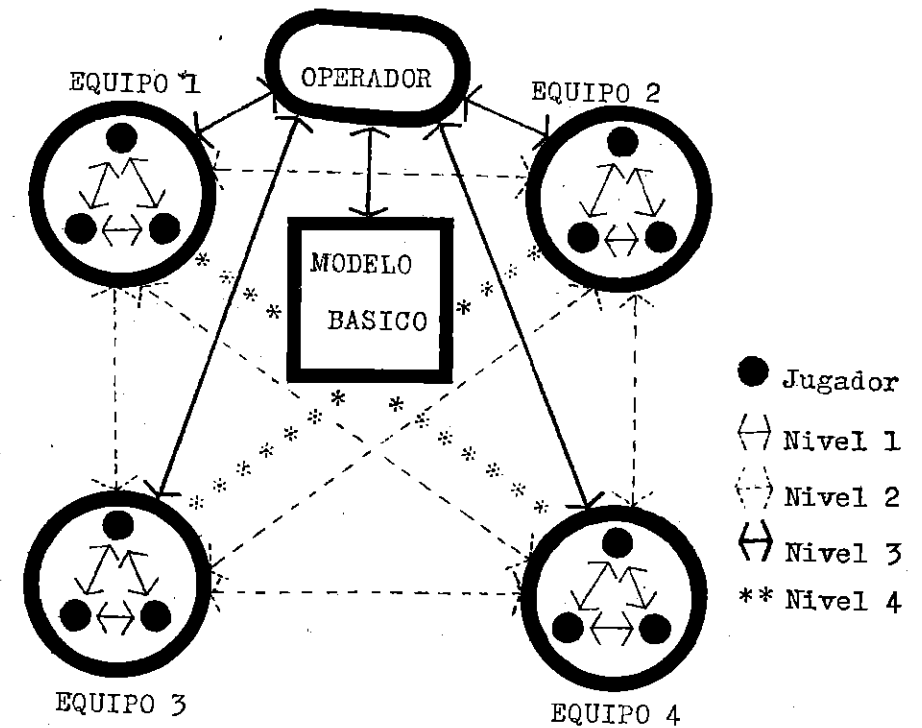 OPERADOR
EQUIPO 1
EQUIPO 2
MODELO
BASICO
Jugador
Nivel 1
Nivel 2
Nivel 3
** Nivel 4
EQUIPO 3
EQUIPO 4